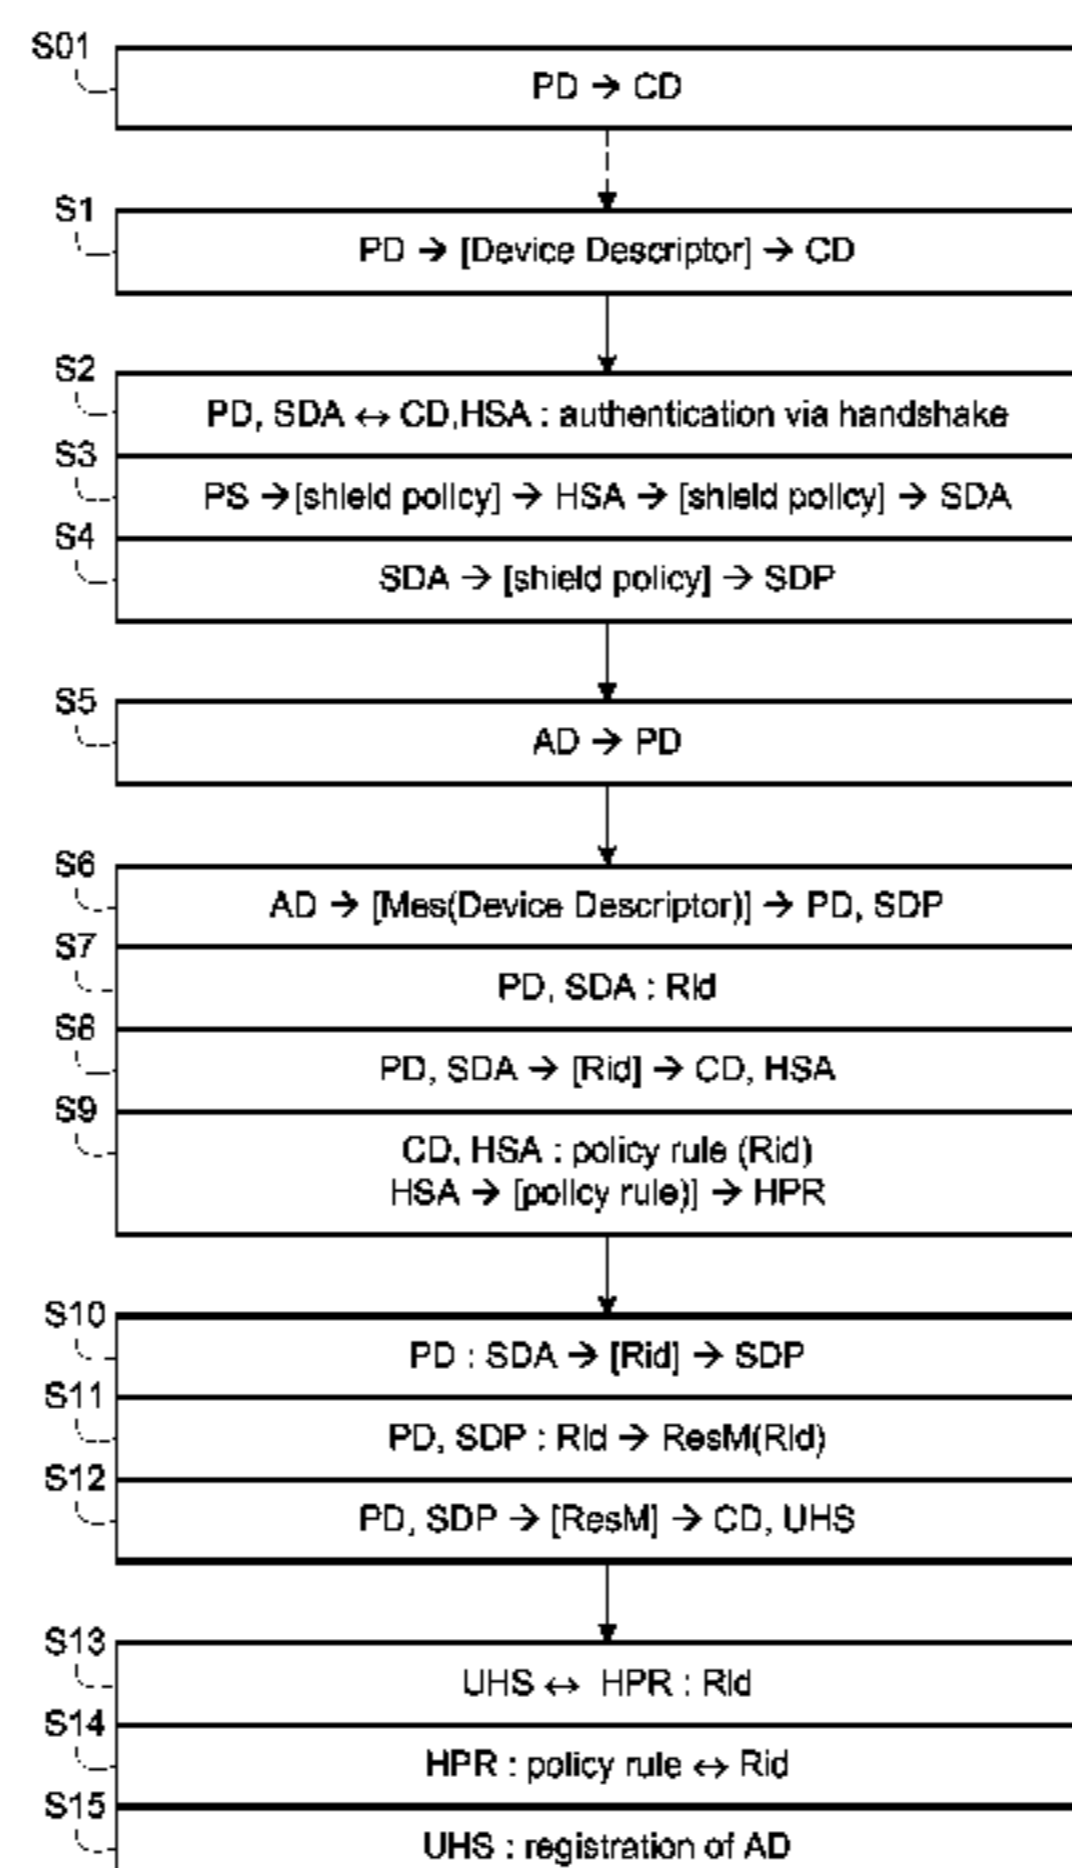 S01
PD → CD
S1
PD → [Device Descriptor] → CD
S2
PD, SDA ↔ CD,HSA : authentication via handshake
S3
PS →[shield policy] → HSA → [shield policy] → SDA
S4
SDA → [shield policy] → SDP
S5
AD → PD
S6
AD → [Mes(Device Descriptor)] → PD, SDP
S7
PD, SDA : Rid
S8
PD, SDA → [Rid] → CD, HSA
S9
CD, HSA : policy rule (Rid)
HSA → [policy rule)] → HPR
S10
PD : SDA → [Rid] → SDP
S11
PD, SDP : Rid → ResM(Rid)
S12
PD, SDP → [ResM] → CD, UHS
S13
UHS ↔ HPR : Rid
S14
HPR : policy rule ↔ Rid
S15
UHS : registration of AD